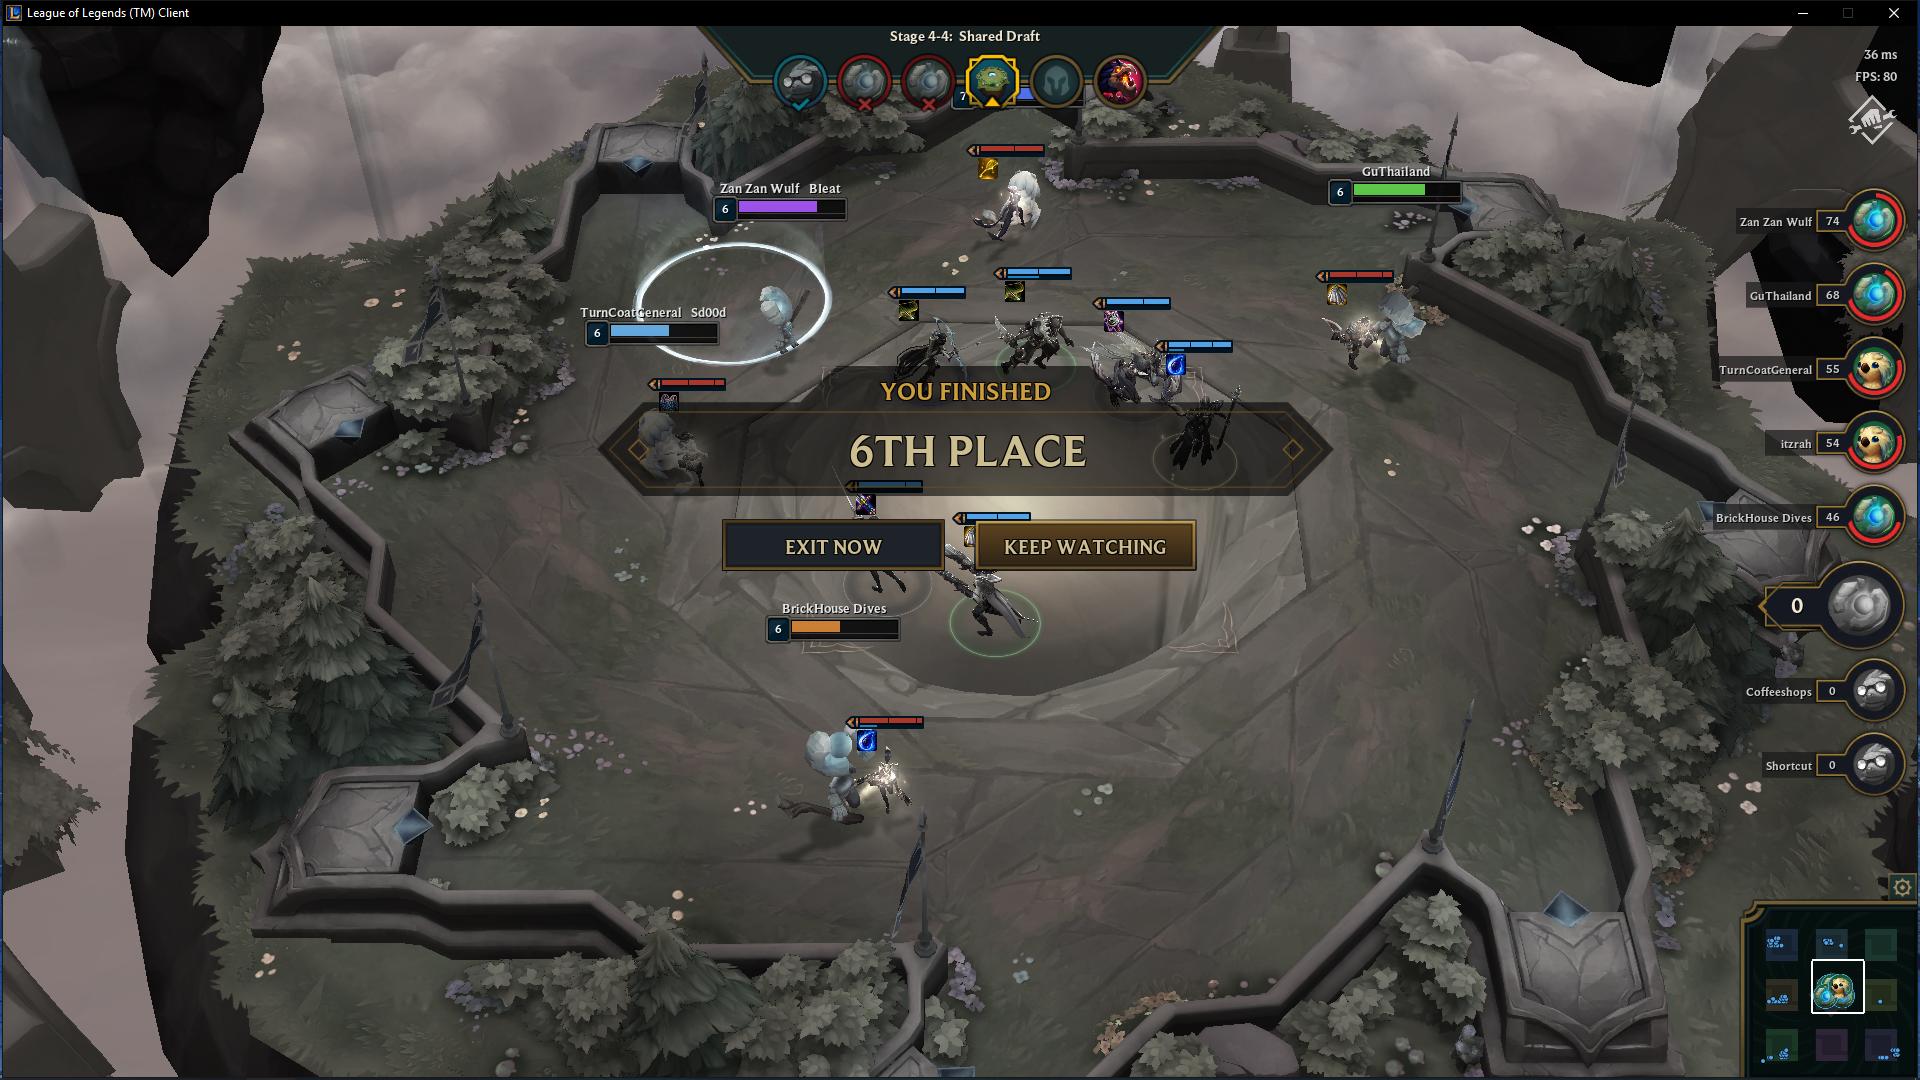 League of Legends (TM) Client
Stage 4-4: Shared Draft
36 ms
FPS: 80
7
Zan Zan Wulf Bleat
6
GuThailand
6
TurnCoatGeneral Sd00d
6
YOU FINISHED
6TH PLACE
EXIT NOW
KEEP WATCHING
BrickHouse Dives
6
Zan Zan Wulf 74
GuThailand 68
TurnCoatGeneral 55
itzrah 54
BrickHouse Dives 46
0
Coffeeshops 0
Shortcut 0